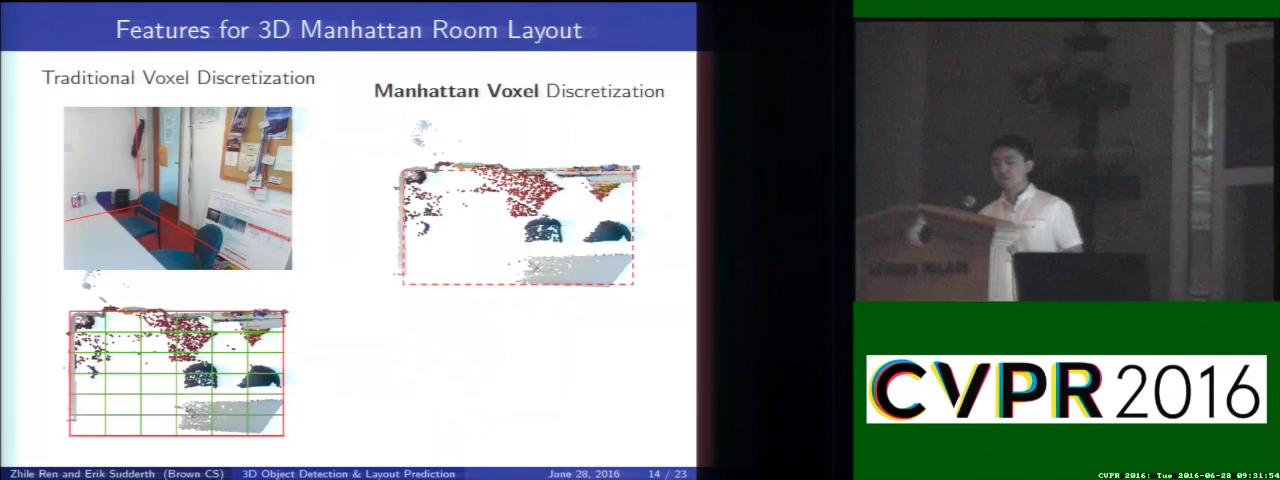 Features for 3D Manhattan Room Layout
Traditional Voxel Discretization
Manhattan Voxel Discretization
Zhile Ren and Erik Sudderth (Brown CS)
3D Object Detection & Layout Prediction
June 28, 2016
14 / 23
CVPR 2016
CVPR 2016: Tue 2016-06-28 09:31:54